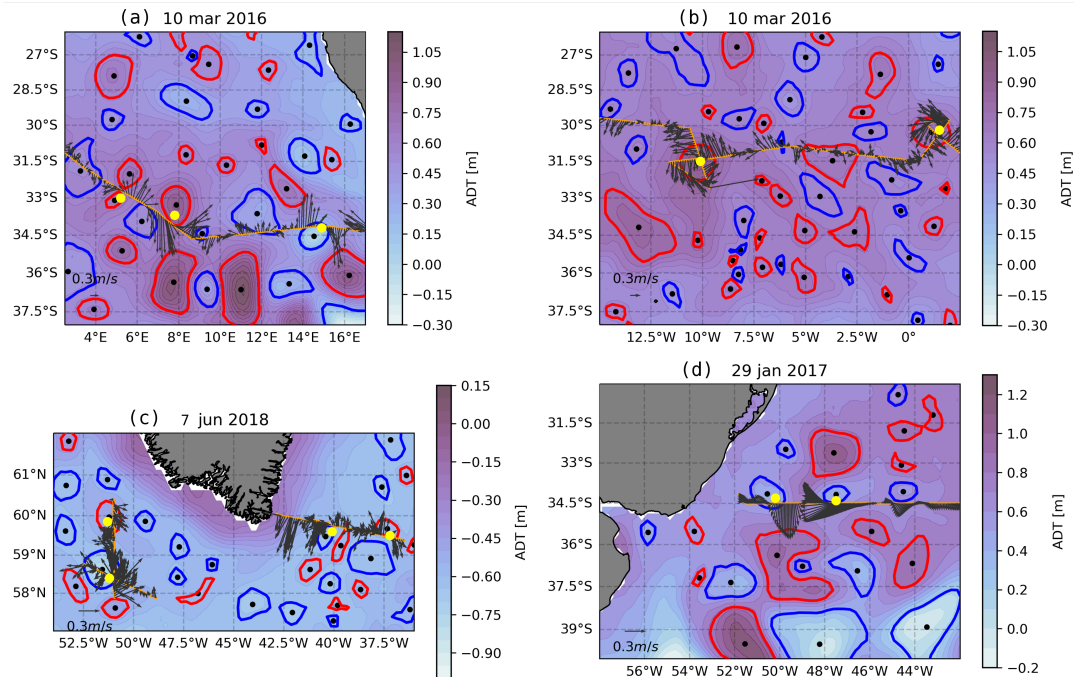 (a) 10 mar 2016
27°S
28.5°S
30°S
31.5°S
33°S
34.5°S
36°S
37.5°S
0.3m/s
4°E 6°E 8°E 10°E 12°E 14°E 16°E
1.05
0.90
0.75
0.60
0.45
0.30
0.15
0.00
−0.15
−0.30
ADT [m]
(b) 10 mar 2016
27°S
28.5°S
30°S
31.5°S
33°S
34.5°S
36°S
37.5°S
0.3m/s
12.5°W 10°W 7.5°W 5°W 2.5°W 0°
1.05
0.90
0.75
0.60
0.45
0.30
0.15
0.00
−0.15
−0.30
ADT [m]
(c) 7 jun 2018
61°N
60°N
59°N
58°N
0.3m/s
52.5°W 50°W 47.5°W 45°W 42.5°W 40°W 37.5°W
0.15
0.00
−0.15
−0.30
−0.45
−0.60
−0.75
−0.90
ADT [m]
(d) 29 jan 2017
31.5°S
33°S
34.5°S
36°S
37.5°S
39°S
0.3m/s
56°W 54°W 52°W 50°W 48°W 46°W 44°W
1.2
1.0
0.8
0.6
0.4
0.2
0.0
−0.2
ADT [m]